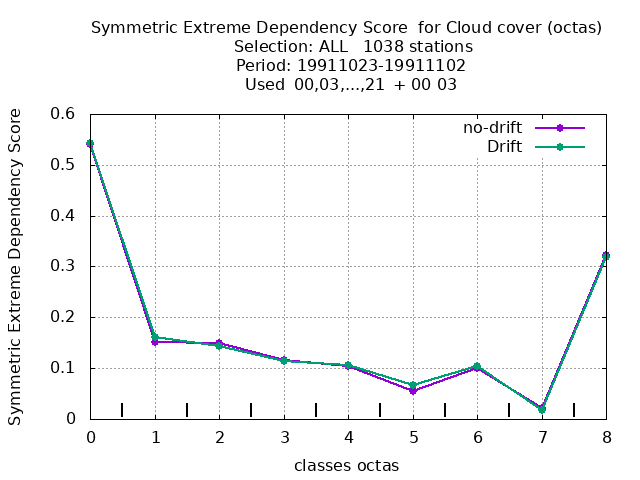 Symmetric Extreme Dependency Score  for Cloud cover (octas)
Selection: ALL   1038 stations
Period: 19911023-19911102
Used  00,03,...,21  + 00 03
Symmetric Extreme Dependency Score
0.6
0.5
0.4
0.3
0.2
0.1
0
no-drift
Drift
0 1 2 3 4 5 6 7 8
classes octas